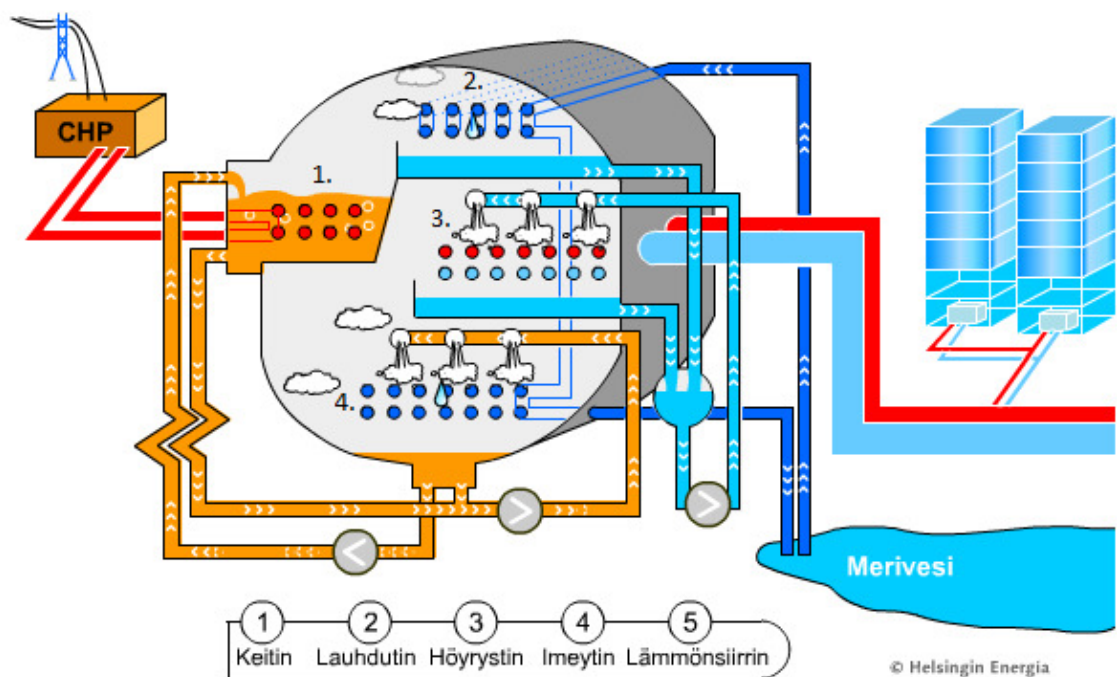 CHP
2.
1.
3.
4.
Merivesi
1 2 3 4 5
Keitin Lauhdutin Höyrystin Imeytin Lämmönsiirrin
© Helsingin Energia